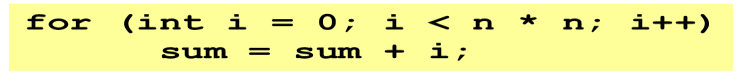 for (int i = 0; i < n * n; i++)
sum = sum + i;